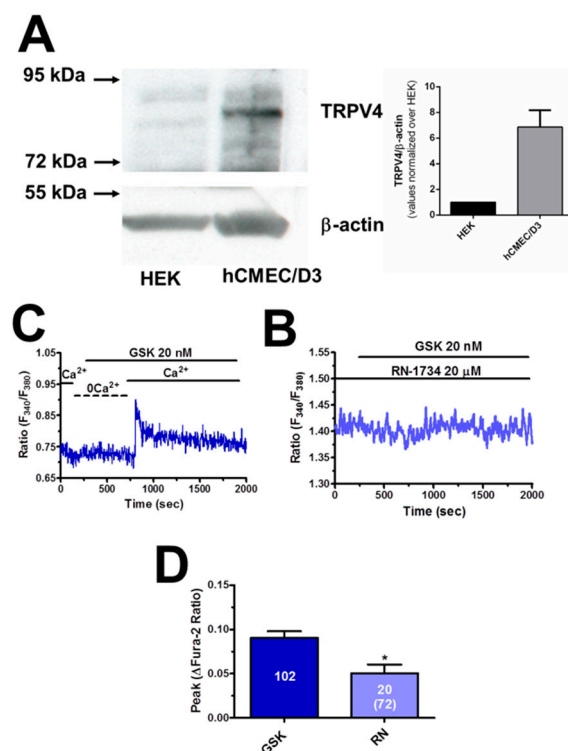 A
95 kDa
72 kDa
55 kDa
TRPV4
β-actin
HEK
hCMEC/D3
TRPV4/β-actin
(values normalized over HEK)
10
8
6
4
2
0
HEK
hCMEC/D3
C
GSK 20 nM
Ca²⁺
0Ca²⁺
Ca²⁺
Ratio (F₃₄₀/F₃₈₀)
1.05
0.95
0.85
0.75
0.65
0 500 1000 1500 2000
Time (sec)
B
GSK 20 nM
RN-1734 20 µM
Ratio (F₃₄₀/F₃₈₀)
1.55
1.50
1.45
1.40
1.35
1.30
0 500 1000 1500 2000
Time (sec)
D
Peak (ΔFura-2 Ratio)
0.15
0.10
0.05
0.00
*
102
20
(72)
GSK
RN